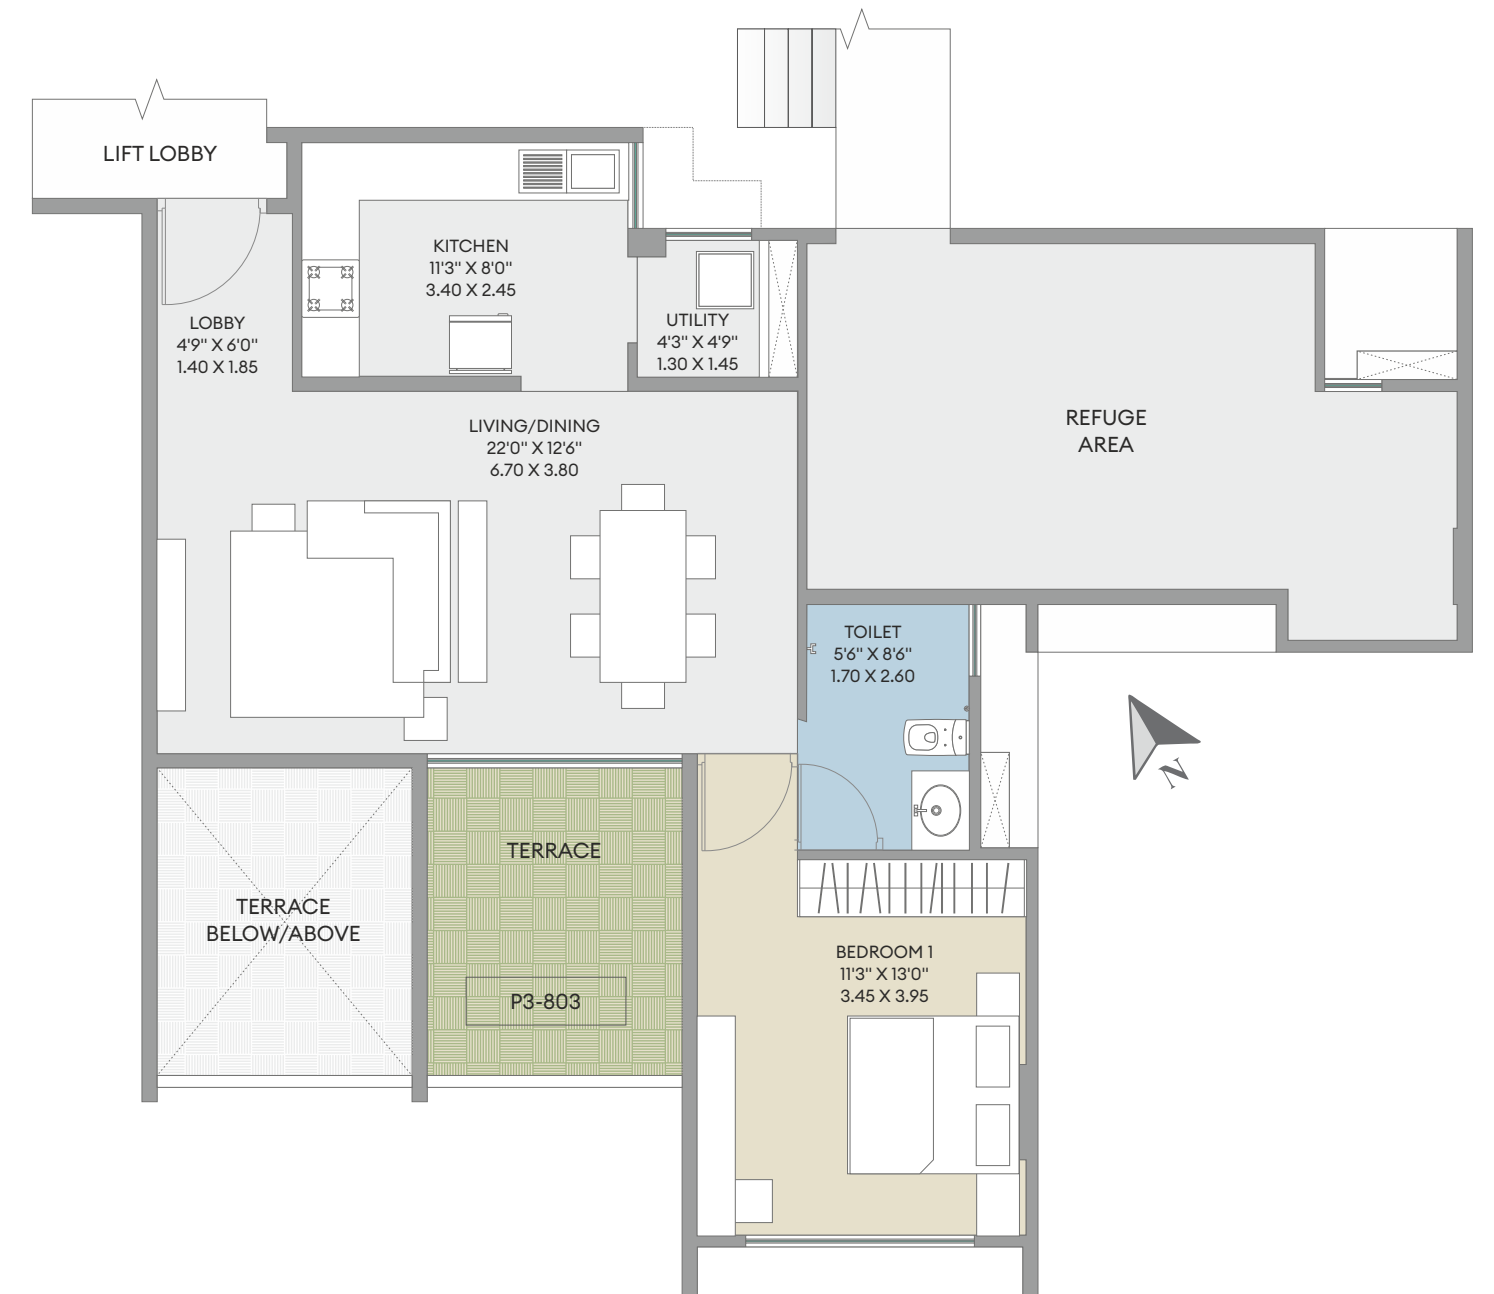 LIFT LOBBY
KITCHEN
11'3" X 8'0"
3.40 X 2.45
LOBBY
4'9" X 6'0"
1.40 X 1.85
UTILITY
4'3" X 4'9"
1.30 X 1.45
LIVING/DINING
22'0" X 12'6"
6.70 X 3.80
REFUGE
AREA
TOILET
5'6" X 8'6"
1.70 X 2.60
N
TERRACE
TERRACE
BELOW/ABOVE
P3-803
BEDROOM 1
11'3" X 13'0"
3.45 X 3.95